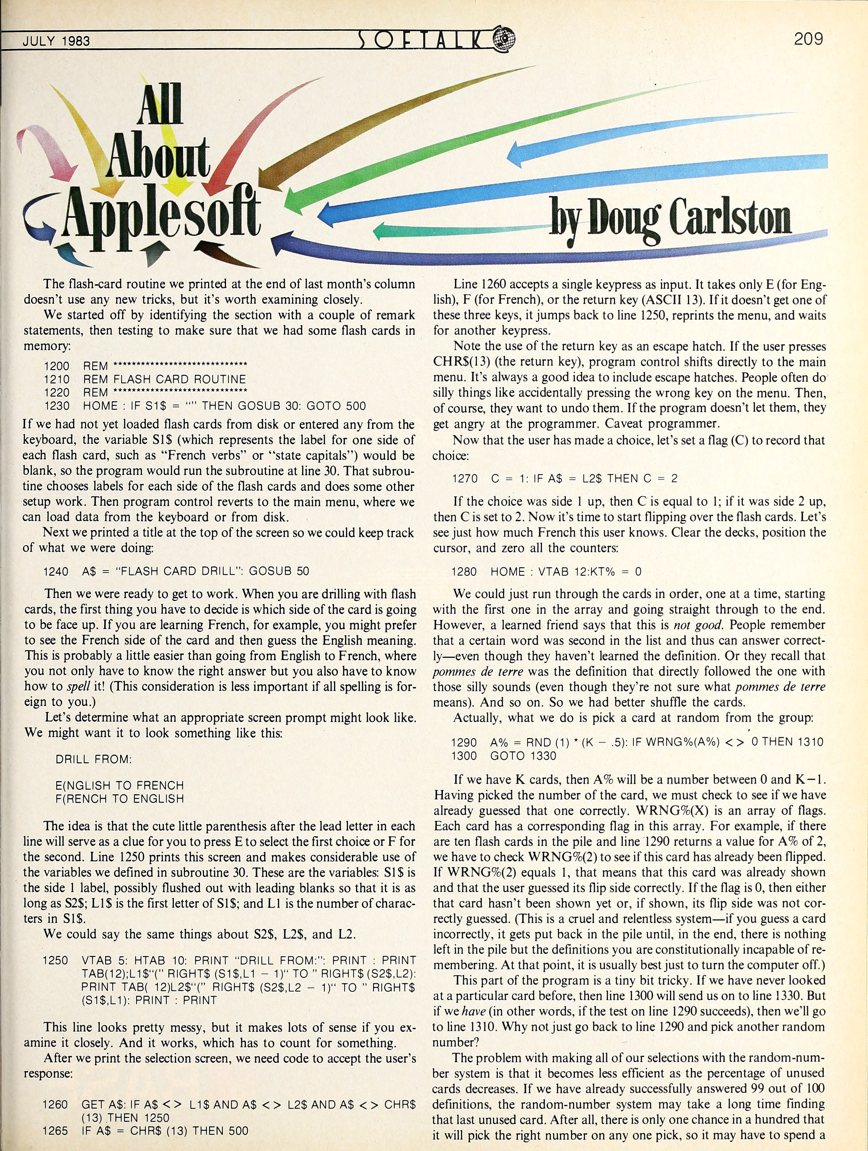 JULY 1983
SOFTALK
209
All
About
Applesoft
by Doug Carlston
The flash-card routine we printed at the end of last month's column
doesn't use any new tricks, but it's worth examining closely.
We started off by identifying the section with a couple of remark
statements, then testing to make sure that we had some flash cards in
memory:
1200 REM ****************************
1210 REM FLASH CARD ROUTINE
1220 REM ****************************
1230 HOME : IF S1$ = "" THEN GOSUB 30: GOTO 500
If we had not yet loaded flash cards from disk or entered any from the
keyboard, the variable S1$ (which represents the label for one side of
each flash card, such as "French verbs" or "state capitals") would be
blank, so the program would run the subroutine at line 30. That subrou-
tine chooses labels for each side of the flash cards and does some other
setup work. Then program control reverts to the main menu, where we
can load data from the keyboard or from disk.
Next we printed a title at the top of the screen so we could keep track
of what we were doing:
1240 A$ = "FLASH CARD DRILL": GOSUB 50
Then we were ready to get to work. When you are drilling with flash
cards, the first thing you have to decide is which side of the card is going
to be face up. If you are learning French, for example, you might prefer
to see the French side of the card and then guess the English meaning.
This is probably a little easier than going from English to French, where
you not only have to know the right answer but you also have to know
how to spell it! (This consideration is less important if all spelling is for-
eign to you.)
Let's determine what an appropriate screen prompt might look like.
We might want it to look something like this:
DRILL FROM:
E(NGLISH TO FRENCH
F(RENCH TO ENGLISH
The idea is that the cute little parenthesis after the lead letter in each
line will serve as a clue for you to press E to select the first choice or F for
the second. Line 1250 prints this screen and makes considerable use of
the variables we defined in subroutine 30. These are the variables: S1$ is
the side 1 label, possibly flushed out with leading blanks so that it is as
long as S2$; L1$ is the first letter of S1$; and L1 is the number of charac-
ters in S1$.
We could say the same things about S2$, L2$, and L2.
1250 VTAB 5: HTAB 10: PRINT "DRILL FROM:": PRINT : PRINT
TAB(12);L1$"(" RIGHT$ (S1$,L1 - 1)" TO " RIGHT$ (S2$,L2):
PRINT TAB( 12)L2$"(" RIGHT$ (S2$,L2 - 1)" TO " RIGHT$
(S1$,L1): PRINT : PRINT
This line looks pretty messy, but it makes lots of sense if you ex-
amine it closely. And it works, which has to count for something.
After we print the selection screen, we need code to accept the user's
response:
1260 GET A$: IF A$ < > L1$ AND A$ < > L2$ AND A$ < > CHR$
(13) THEN 1250
1265 IF A$ = CHR$ (13) THEN 500
Line 1260 accepts a single keypress as input. It takes only E (for Eng-
lish), F (for French), or the return key (ASCII 13). If it doesn't get one of
these three keys, it jumps back to line 1250, reprints the menu, and waits
for another keypress.
Note the use of the return key as an escape hatch. If the user presses
CHR$(13) (the return key), program control shifts directly to the main
menu. It's always a good idea to include escape hatches. People often do
silly things like accidentally pressing the wrong key on the menu. Then,
of course, they want to undo them. If the program doesn't let them, they
get angry at the programmer. Caveat programmer.
Now that the user has made a choice, let's set a flag (C) to record that
choice:
1270 C = 1: IF A$ = L2$ THEN C = 2
If the choice was side 1 up, then C is equal to 1; if it was side 2 up,
then C is set to 2. Now it's time to start flipping over the flash cards. Let's
see just how much French this user knows. Clear the decks, position the
cursor, and zero all the counters:
1280 HOME : VTAB 12:KT% = 0
We could just run through the cards in order, one at a time, starting
with the first one in the array and going straight through to the end.
However, a learned friend says that this is not good. People remember
that a certain word was second in the list and thus can answer correct-
ly—even though they haven't learned the definition. Or they recall that
pommes de terre was the definition that directly followed the one with
those silly sounds (even though they're not sure what pommes de terre
means). And so on. So we had better shuffle the cards.
Actually, what we do is pick a card at random from the group:
1290 A% = RND (1) * (K - .5): IF WRNG%(A%) < > 0 THEN 1310
1300 GOTO 1330
If we have K cards, then A% will be a number between 0 and K−1.
Having picked the number of the card, we must check to see if we have
already guessed that one correctly. WRNG%(X) is an array of flags.
Each card has a corresponding flag in this array. For example, if there
are ten flash cards in the pile and line 1290 returns a value for A% of 2,
we have to check WRNG%(2) to see if this card has already been flipped.
If WRNG%(2) equals 1, that means that this card was already shown
and that the user guessed its flip side correctly. If the flag is 0, then either
that card hasn't been shown yet or, if shown, its flip side was not cor-
rectly guessed. (This is a cruel and relentless system—if you guess a card
incorrectly, it gets put back in the pile until, in the end, there is nothing
left in the pile but the definitions you are constitutionally incapable of re-
membering. At that point, it is usually best just to turn the computer off.)
This part of the program is a tiny bit tricky. If we have never looked
at a particular card before, then line 1300 will send us on to line 1330. But
if we have (in other words, if the test on line 1290 succeeds), then we'll go
to line 1310. Why not just go back to line 1290 and pick another random
number?
The problem with making all of our selections with the random-num-
ber system is that it becomes less efficient as the percentage of unused
cards decreases. If we have already successfully answered 99 out of 100
definitions, the random-number system may take a long time finding
that last unused card. After all, there is only one chance in a hundred that
it will pick the right number on any one pick, so it may have to spend a